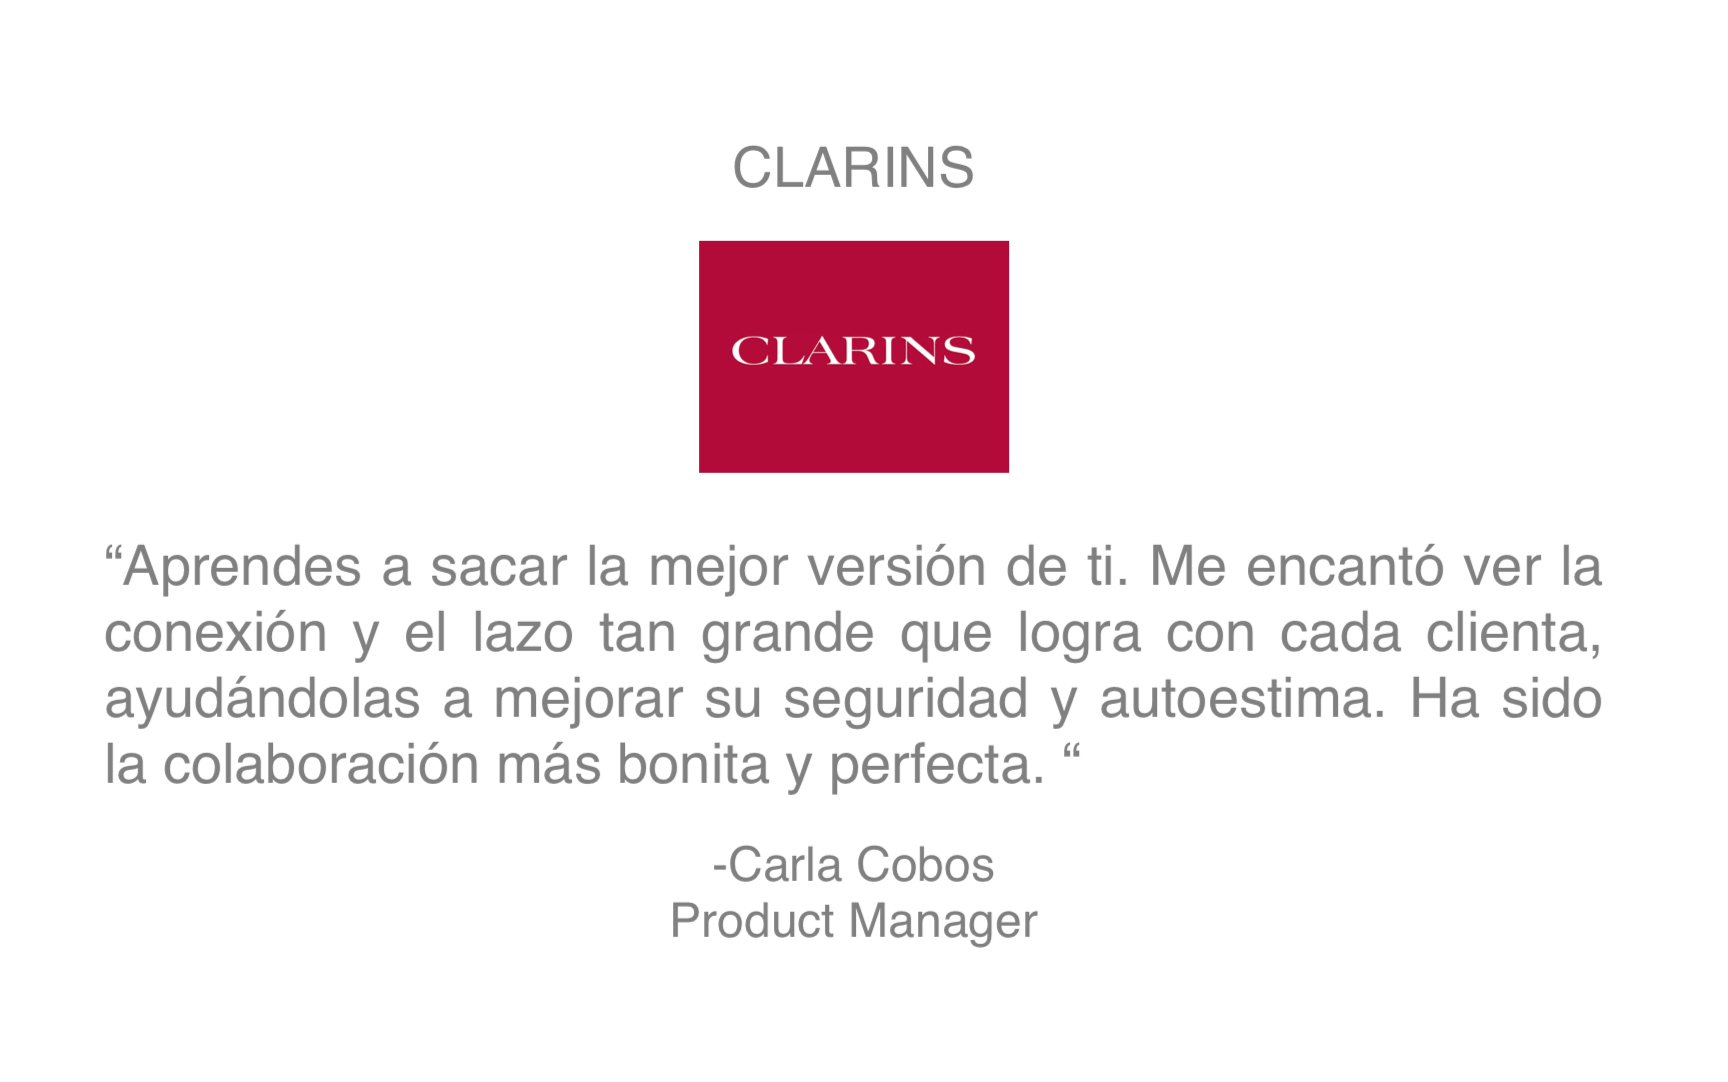 CLARINS
CLARINS
“Aprendes a sacar la mejor versión de ti. Me encantó ver la
conexión y el lazo tan grande que logra con cada clienta,
ayudándolas a mejorar su seguridad y autoestima. Ha sido
la colaboración más bonita y perfecta. “
-Carla Cobos
Product Manager